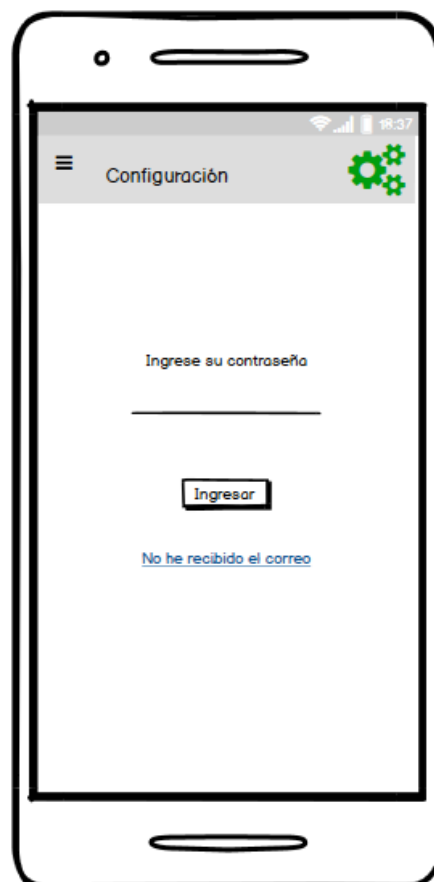 18:37
Configuración
Ingrese su contraseña
Ingresar
No he recibido el correo